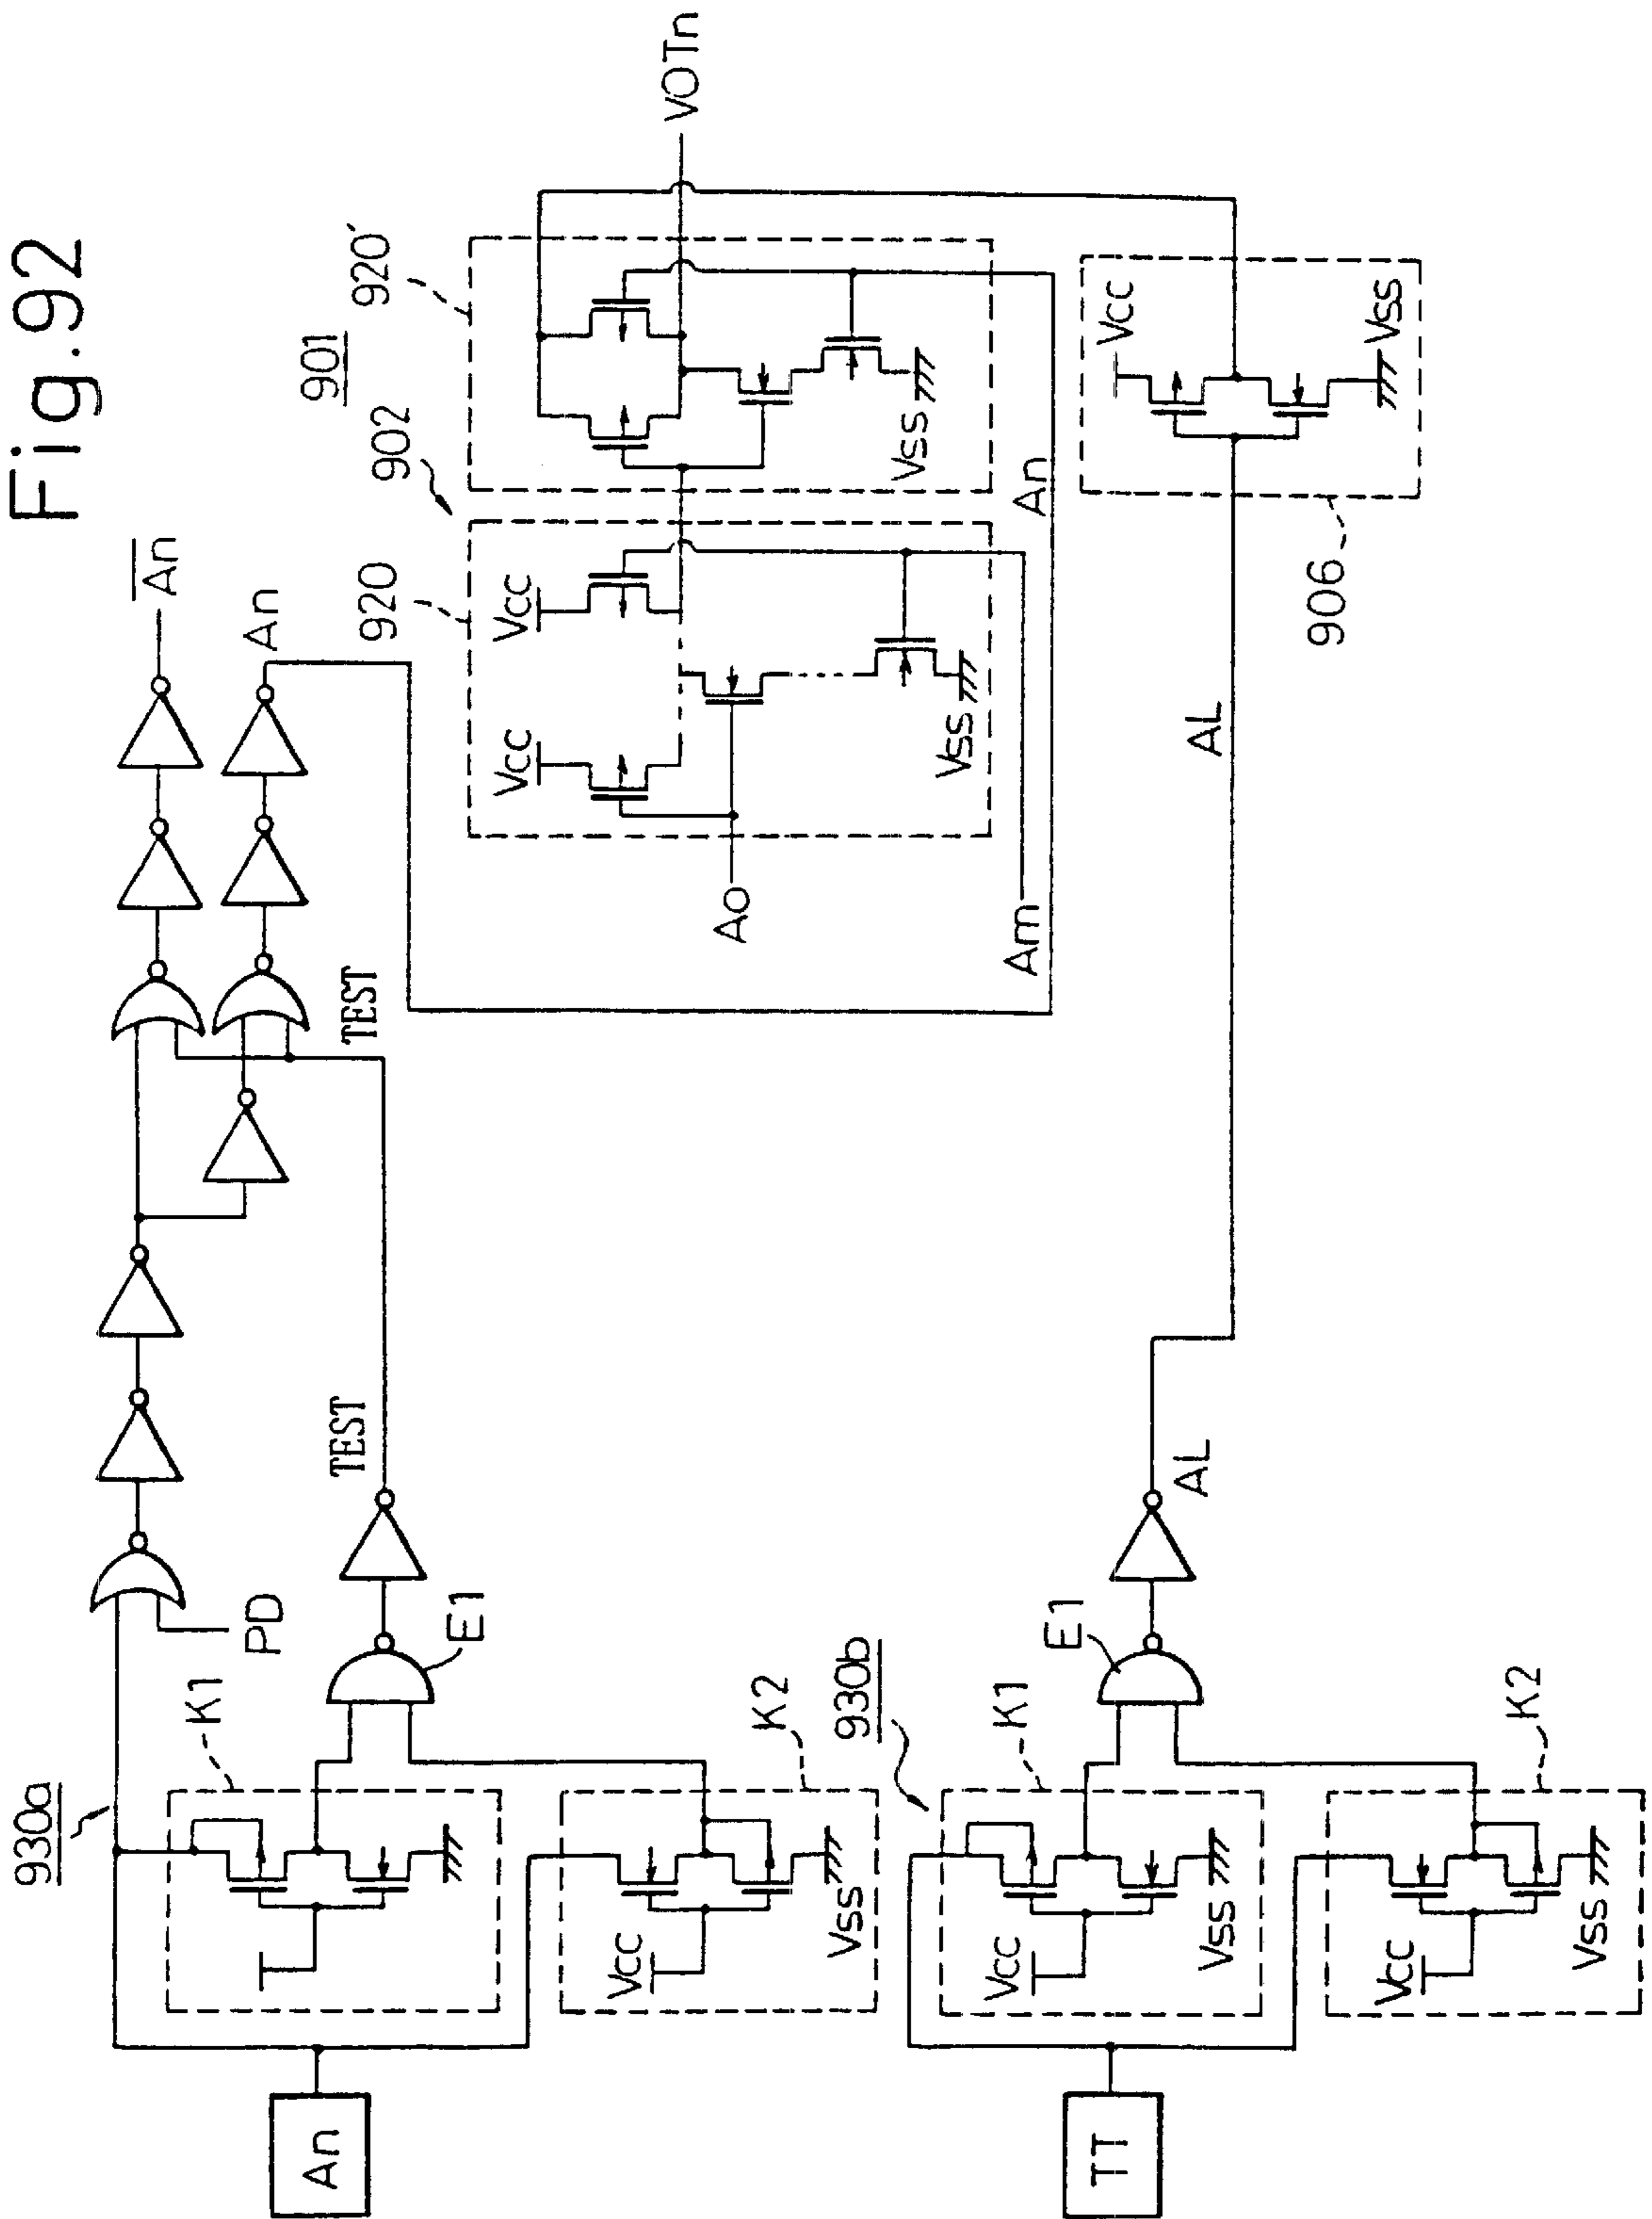 Fig.92
930a
K1
An
PD
E1
TEST
TEST
An
An
Vcc
K2
Vss
920
902
901
920'
Vcc
Vcc
VOTn
Ao
Vss
Vss
Am
An
930b
K1
TT
Vcc
Vss
E1
AL
AL
906
Vcc
Vss
K2
Vcc
Vss